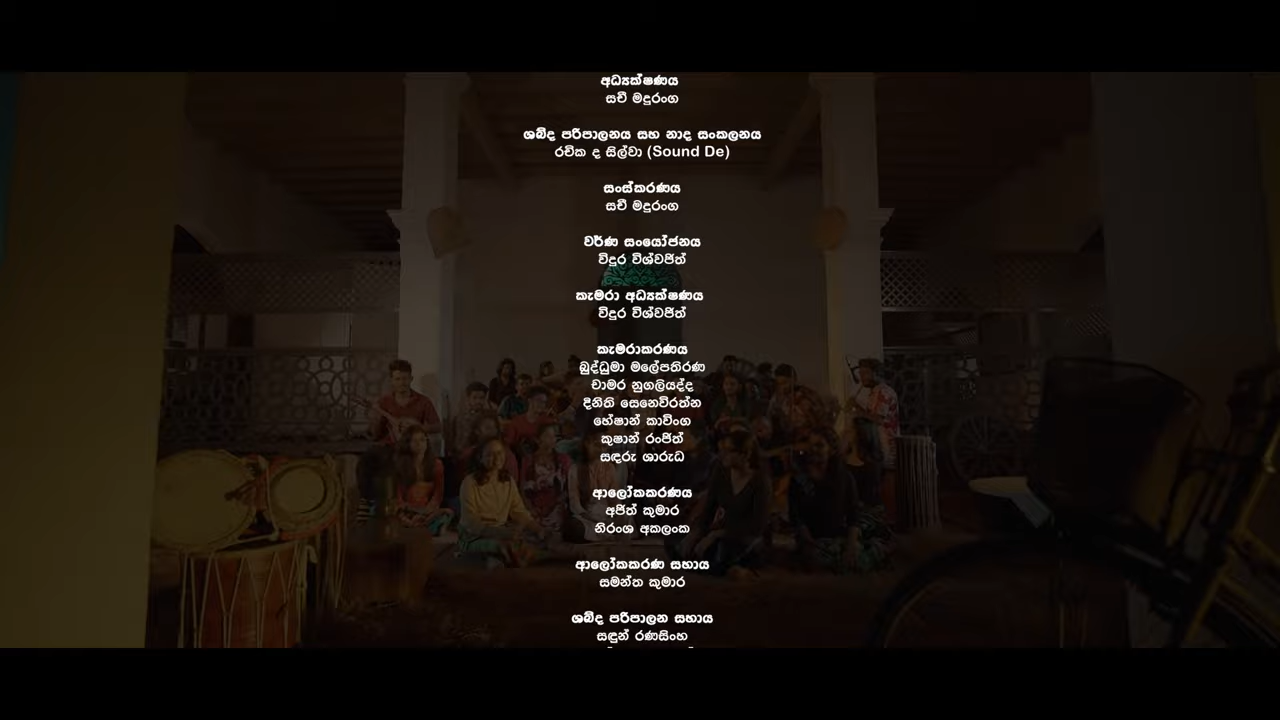 අධ්‍යක්ෂණය
සචී මදුරංග
ශබ්ද පරිපාලනය සහ නාද සංකලනය
රචික ද සිල්වා (Sound De)
සංස්කරණය
සචී මදුරංග
වර්ණ සංයෝජනය
විදුර විශ්වජිත්
කැමරා අධ්‍යක්ෂණය
විදුර විශ්වජිත්
කැමරාකරණය
බුද්ධුමා මලේපතිරණ
චාමර නුගලියද්ද
දිනිති සෙනෙවිරත්න
හේෂාන් කාවිංග
කුෂාන් රංජිත්
සඳරු ශාරුධ
ආලෝකකරණය
අජිත් කුමාර
නිරංශ අකලංක
ආලෝකකරණ සහාය
සමන්ත කුමාර
ශබ්ද පරිපාලන සහාය
සඳුන් රණසිංහ